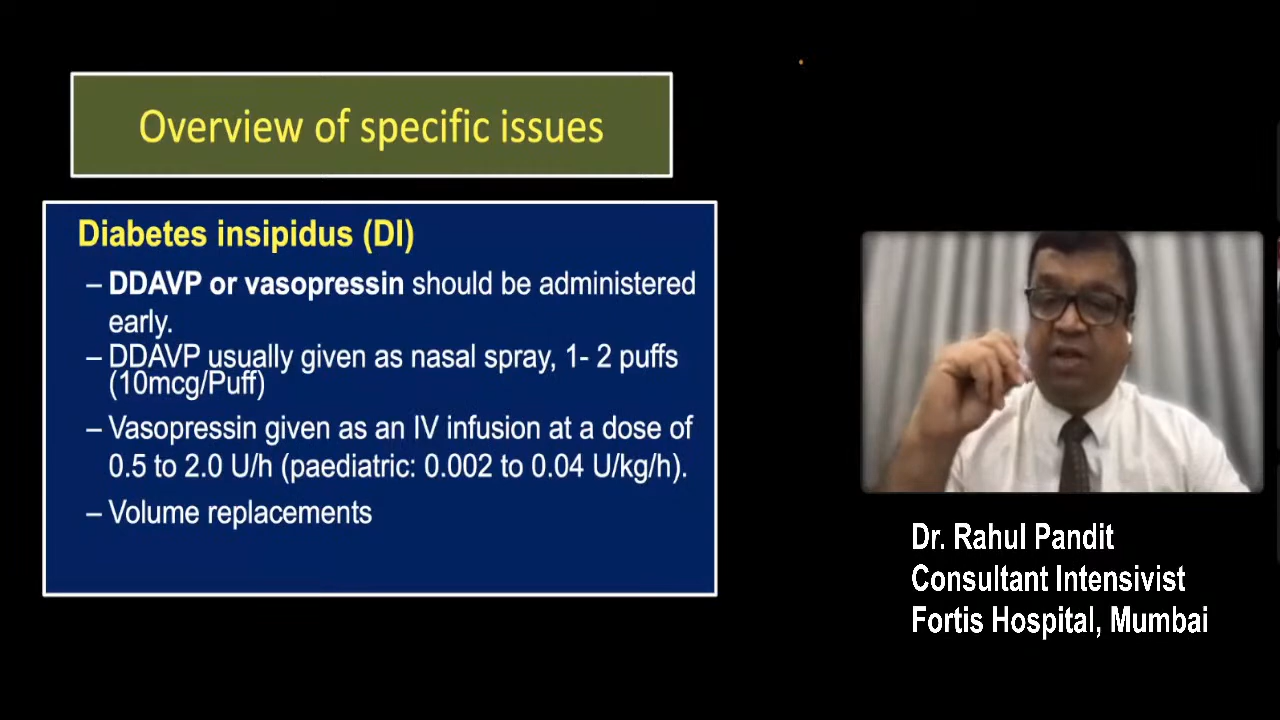 Overview of specific issues
Diabetes insipidus (DI)
– DDAVP or vasopressin should be administered
early.
– DDAVP usually given as nasal spray, 1- 2 puffs
(10mcg/Puff)
– Vasopressin given as an IV infusion at a dose of
0.5 to 2.0 U/h (paediatric: 0.002 to 0.04 U/kg/h).
– Volume replacements
Dr. Rahul Pandit
Consultant Intensivist
Fortis Hospital, Mumbai